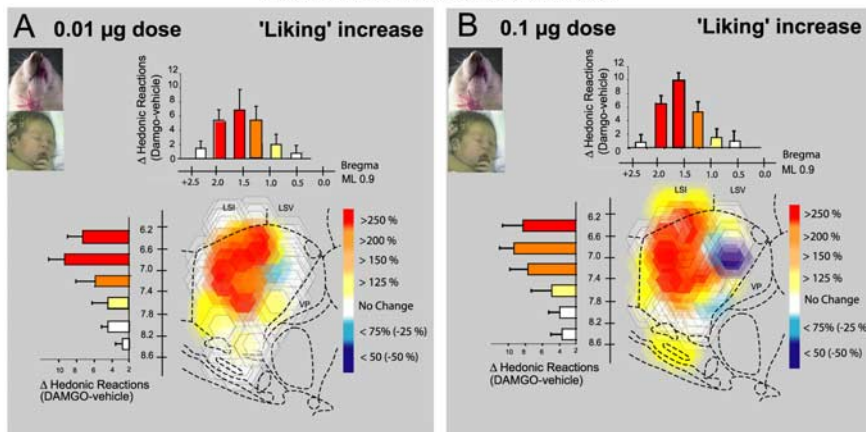 A 0.01 µg dose 'Liking' increase
Δ Hedonic Reactions
(Damgo-vehicle)
12
10
8
6
4
2
0
+2.5 2.0 1.5 1.0 0.5 0.0
Bregma
ML 0.9
LSI LSV
VP
6.2
6.6
7.0
7.4
7.8
8.2
8.6
10 8 6 4 2
Δ Hedonic Reactions
(DAMGO-vehicle)
>250 %
>200 %
> 150 %
> 125 %
No Change
< 75% (-25 %)
< 50 (-50%)
B 0.1 µg dose 'Liking' increase
Δ Hedonic Reactions
(Damgo-vehicle)
12
10
8
6
4
2
0
+2.5 2.0 1.5 1.0 0.5 0.0
Bregma
ML 0.9
LSI LSV
VP
6.2
6.6
7.0
7.4
7.8
8.2
8.6
10 8 6 4 2
Δ Hedonic Reactions
(DAMGO-vehicle)
>250 %
>200 %
> 150 %
> 125 %
No Change
< 75% (-25 %)
< 50 (-50%)